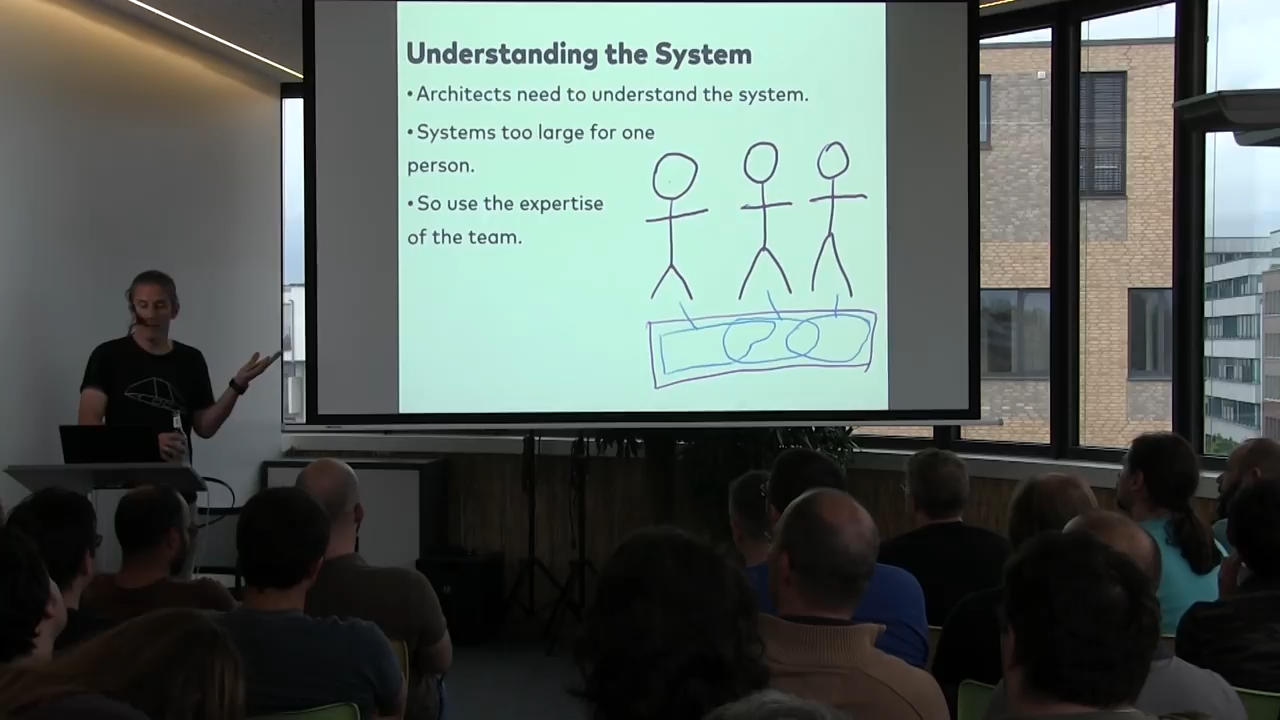 Understanding the System
•Architects need to understand the system.
•Systems too large for one
person.
•So use the expertise
of the team.